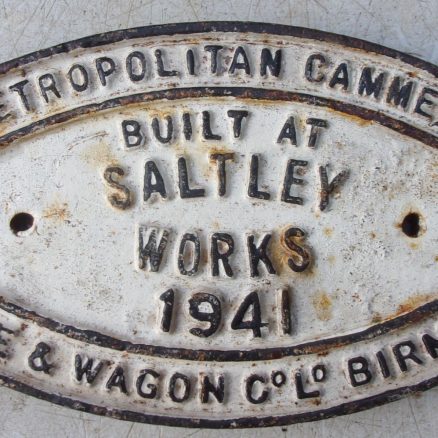 ETROPOLITAN CAMME
BUILT AT
SALTLEY
WORKS
1941
E & WAGON Co Lo BIRM